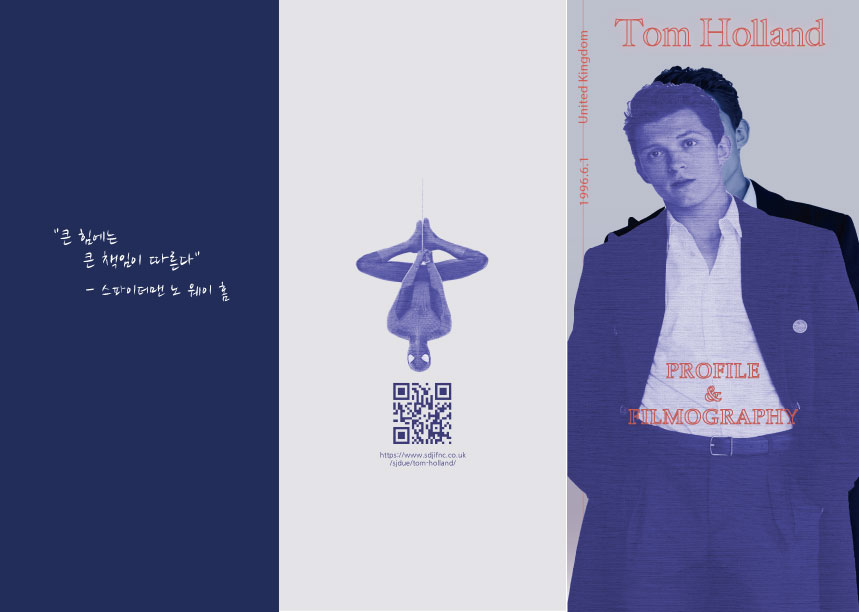 "큰 힘에는
큰 책임이 따른다"
- 스파이더맨 노 웨이 홈
https://www.sdjifnc.co.uk
/sjdue/tom-holland/
Tom Holland
United Kingdom
1996.6.1
PROFILE
&
FILMOGRAPHY